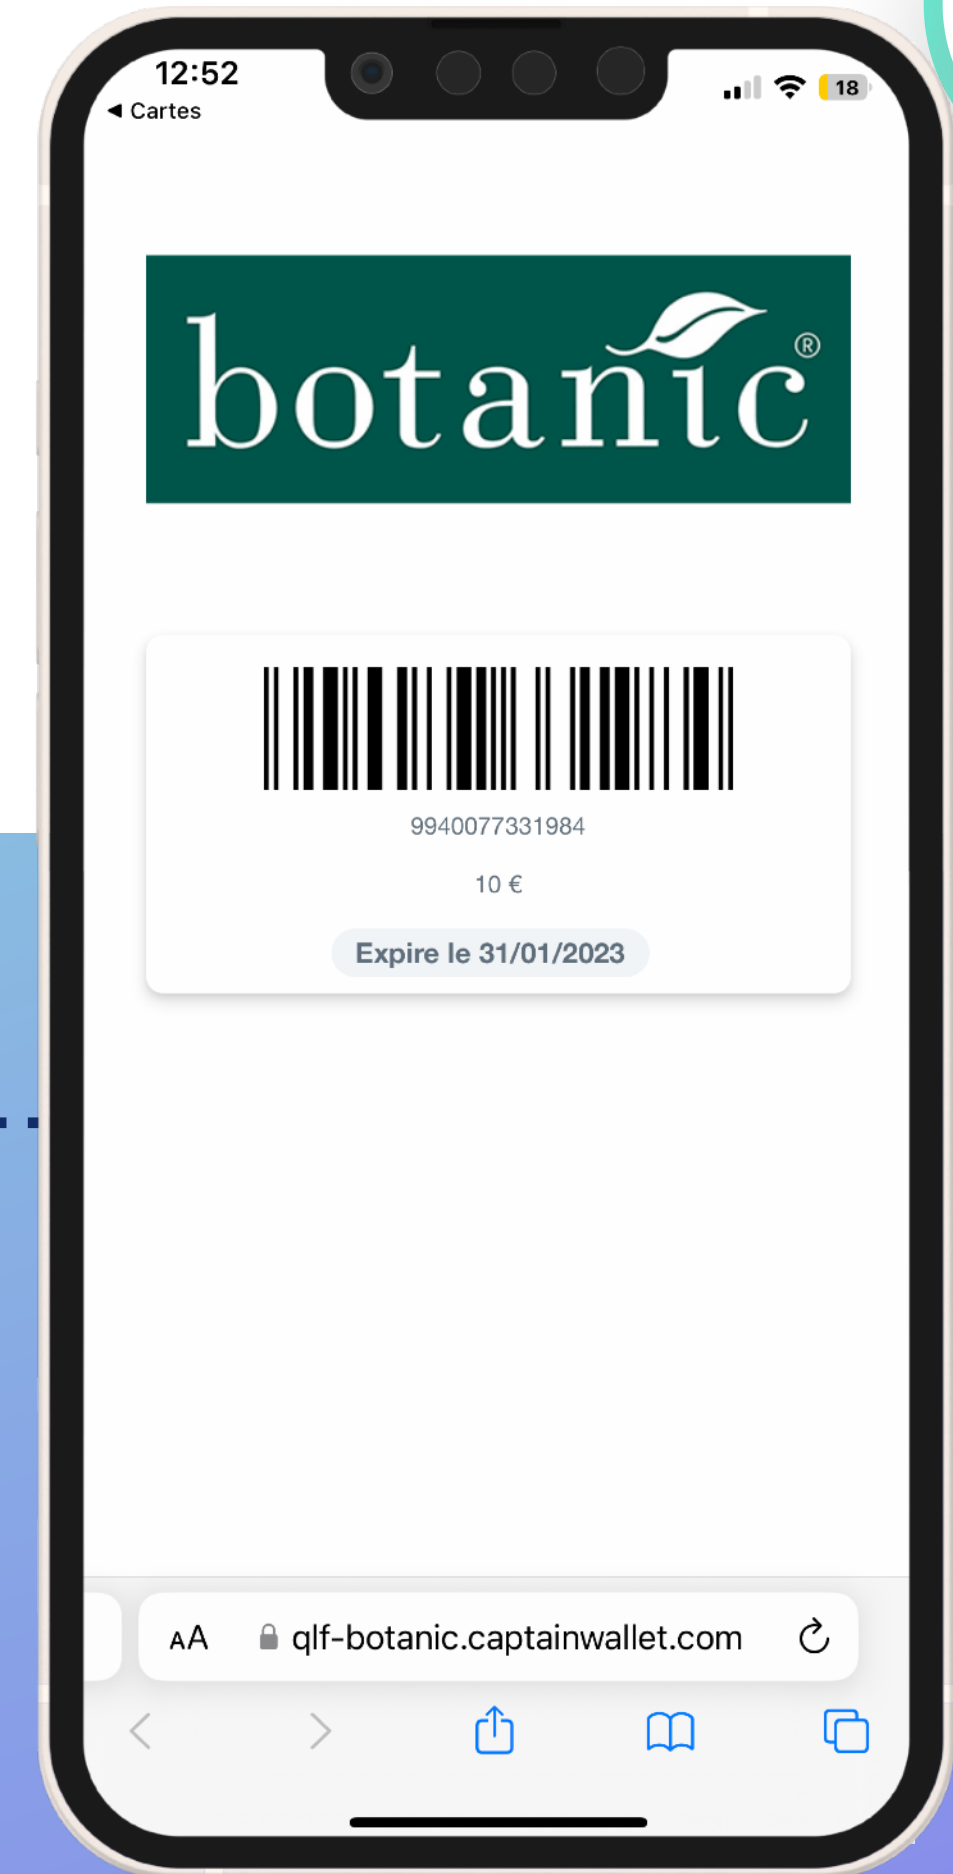 12:52
◀ Cartes
18
botanic®
9940077331984
10 €
Expire le 31/01/2023
AA qlf-botanic.captainwallet.com